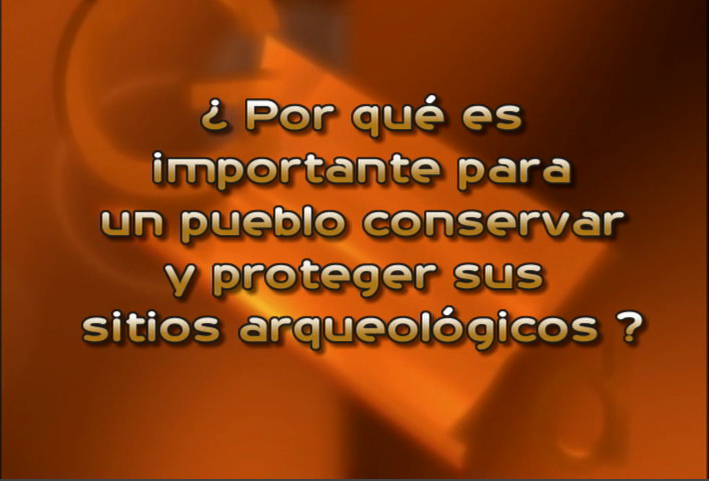 ¿ Por qué es
importante para
un pueblo conservar
y proteger sus
sitios arqueológicos ?